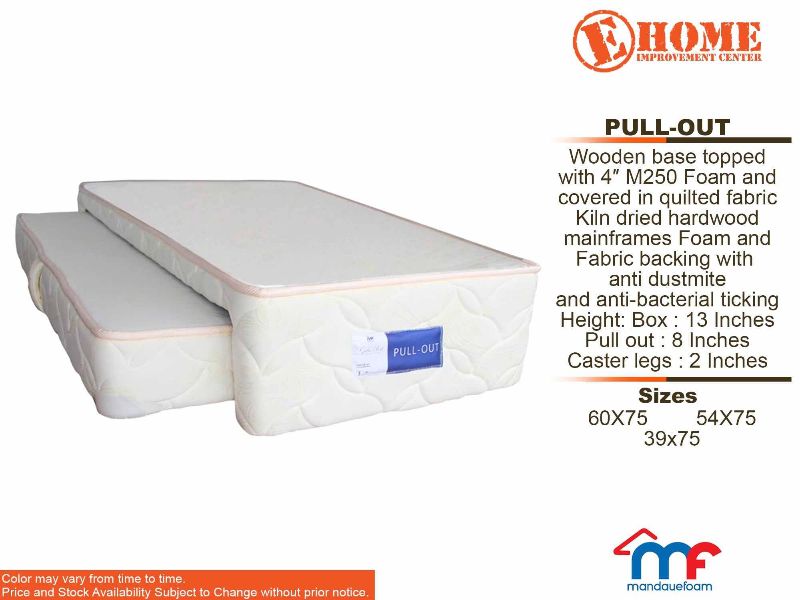 E HOME
IMPROVEMENT CENTER
PULL-OUT
Wooden base topped
with 4" M250 Foam and
covered in quilted fabric
Kiln dried hardwood
mainframes Foam and
Fabric backing with
anti dustmite
and anti-bacterial ticking
Height: Box : 13 Inches
Pull out : 8 Inches
Caster legs : 2 Inches
Sizes
60X75 54X75
39x75
PULL-OUT
mf
mandauefoam
Color may vary from time to time.
Price and Stock Availability Subject to Change without prior notice.